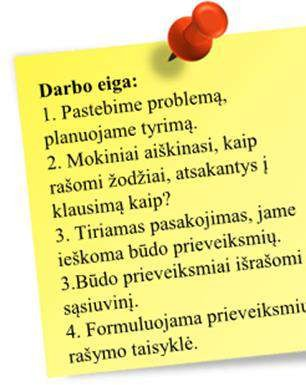 Darbo eiga:
1. Pastebime problemą,
planuojame tyrimą.
2. Mokiniai aiškinasi, kaip
rašomi žodžiai, atsakantys į
klausimą kaip?
3. Tiriamas pasakojimas, jame
ieškoma būdo prieveiksmių.
3.Būdo prieveiksmiai išrašomi
sąsiuvinį.
4. Formuluojama prieveiksmiu
rašymo taisyklė.